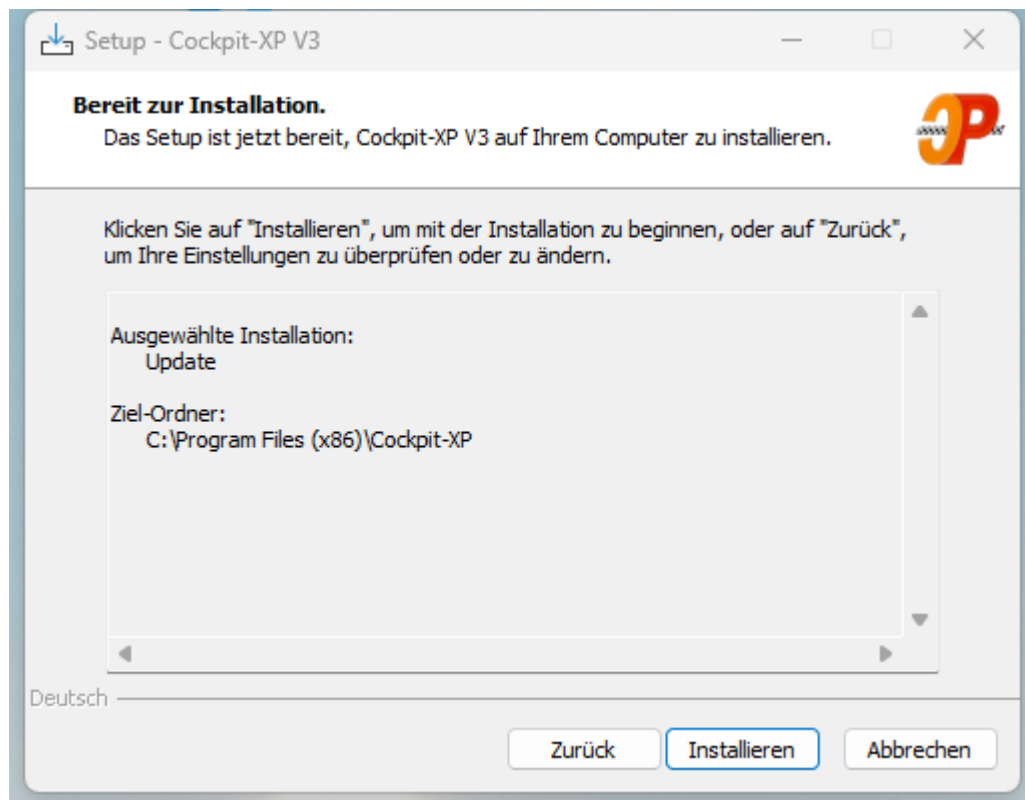 Setup - Cockpit-XP V3
Bereit zur Installation.
Das Setup ist jetzt bereit, Cockpit-XP V3 auf Ihrem Computer zu installieren.
Klicken Sie auf "Installieren", um mit der Installation zu beginnen, oder auf "Zurück",
um Ihre Einstellungen zu überprüfen oder zu ändern.
Ausgewählte Installation:
Update
Ziel-Ordner:
C:\Program Files (x86)\Cockpit-XP
Deutsch
Zurück Installieren Abbrechen